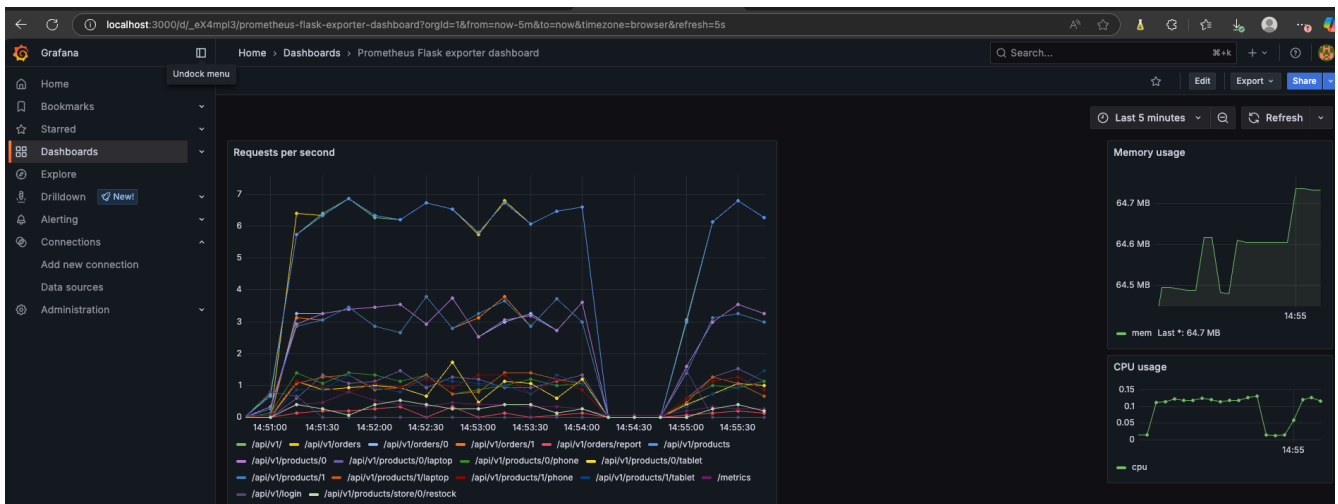 localhost:3000/d/_eX4mpl3/prometheus-flask-exporter-dashboard?orgId=1&from=now-5m&to=now&timezone=browser&refresh=5s
Grafana
Home › Dashboards › Prometheus Flask exporter dashboard
Search...
⌘+k
Undock menu
Home
Bookmarks
Starred
Dashboards
Explore
Drilldown New!
Alerting
Connections
Add new connection
Data sources
Administration
Edit
Export
Share
Last 5 minutes
Refresh
Requests per second
7
6
5
4
3
2
1
0
14:51:00 14:51:30 14:52:00 14:52:30 14:53:00 14:53:30 14:54:00 14:54:30 14:55:00 14:55:30
/api/v1/ /api/v1/orders /api/v1/orders/0 /api/v1/orders/1 /api/v1/orders/report /api/v1/products
/api/v1/products/0 /api/v1/products/0/laptop /api/v1/products/0/phone /api/v1/products/0/tablet
/api/v1/products/1 /api/v1/products/1/laptop /api/v1/products/1/phone /api/v1/products/1/tablet /metrics
/api/v1/login /api/v1/products/store/0/restock
Memory usage
64.7 MB
64.6 MB
64.5 MB
14:55
mem Last *: 64.7 MB
CPU usage
0.15
0.1
0.05
0
14:55
cpu